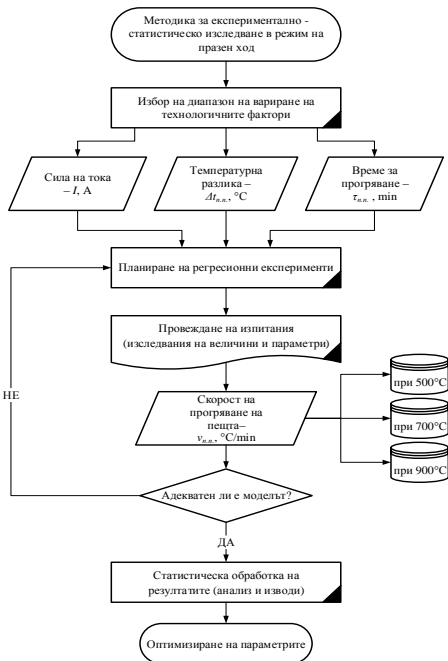 Методика за експериментално -
статистическо изследване в режим на
празен ход
Избор на диапазон на вариране на
технологичните фактори
Сила на тока
– I, A
Температурна
разлика –
Δtп.п., °C
Време за
прогряване –
τп.п. , min
Планиране на регресионни експерименти
Провеждане на изпитания
(изследвания на величини и параметри)
НЕ
Скорост на
прогряване на
пещта–
vп.п., °C/min
при 500°C
при 700°C
при 900°C
Адекватен ли е моделът?
ДА
Статистическа обработка на
резултатите (анализ и изводи)
Оптимизиране на параметрите